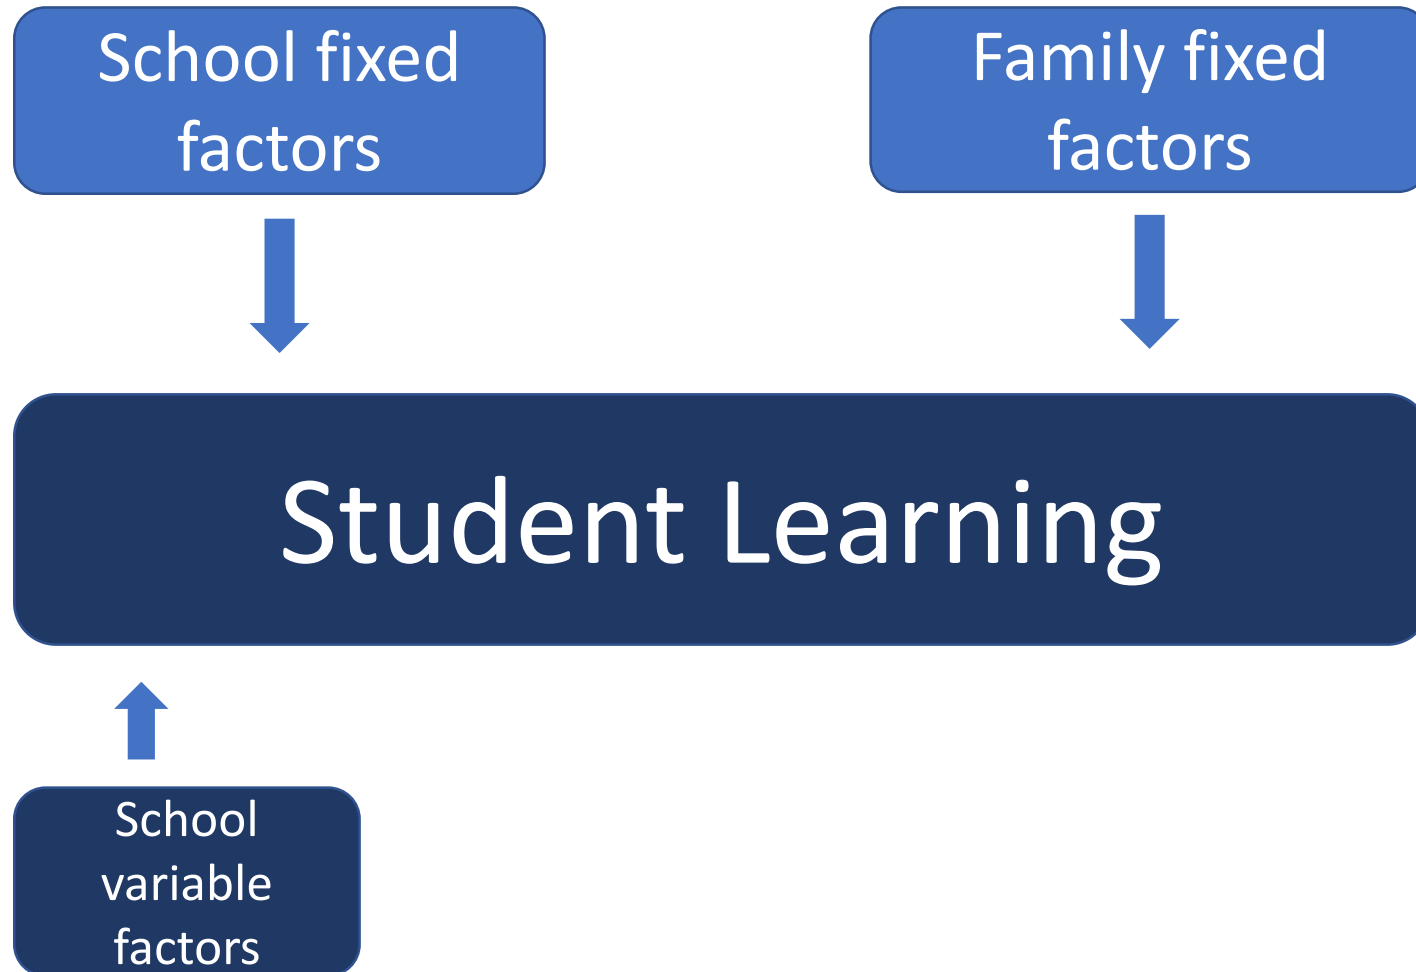 School fixed
factors
Family fixed
factors
Student Learning
School
variable
factors